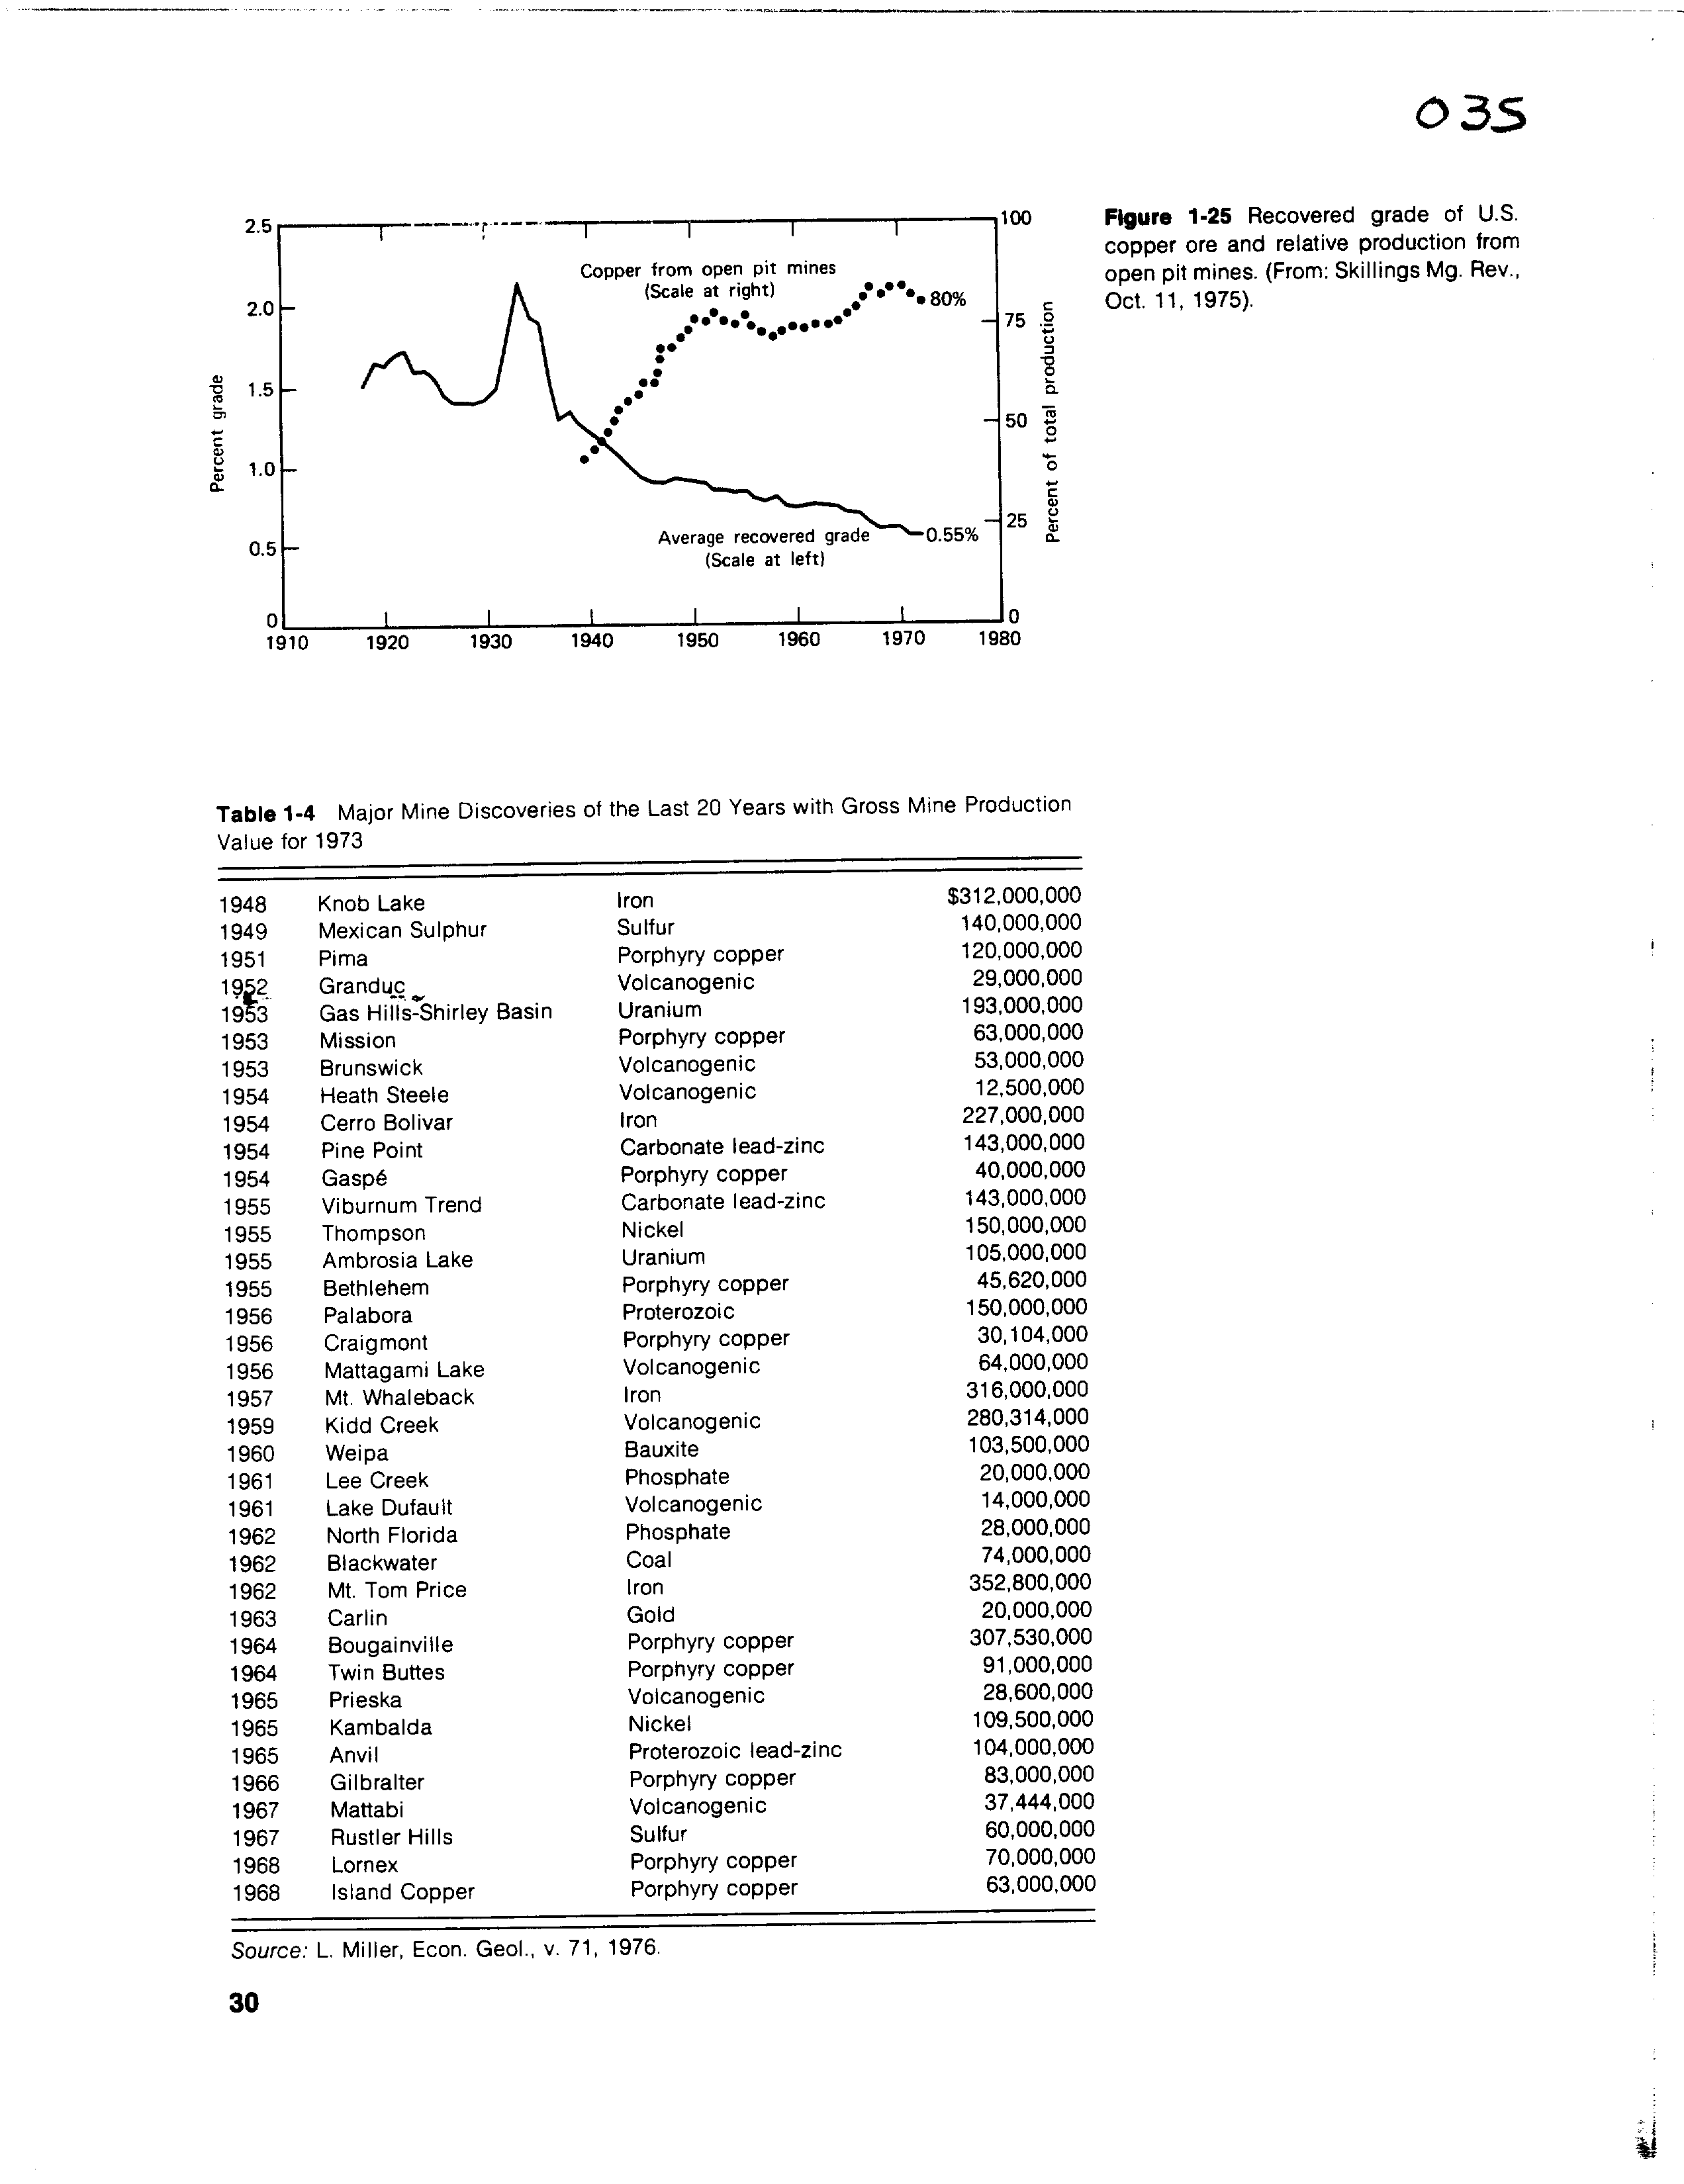 035
2.5
2.0
1.5
1.0
0.5
0
Percent grade
Copper from open pit mines
(Scale at right)
80%
Average recovered grade
(Scale at left)
0.55%
100
75
50
25
0
Percent of total production
1910 1920 1930 1940 1950 1960 1970 1980
Figure 1-25 Recovered grade of U.S.
copper ore and relative production from
open pit mines. (From: Skillings Mg. Rev.,
Oct. 11, 1975).
Table 1-4 Major Mine Discoveries of the Last 20 Years with Gross Mine Production
Value for 1973
1948 Knob Lake Iron $312,000,000
1949 Mexican Sulphur Sulfur 140,000,000
1951 Pima Porphyry copper 120,000,000
1952 Granduc Volcanogenic 29,000,000
1953 Gas Hills-Shirley Basin Uranium 193,000,000
1953 Mission Porphyry copper 63,000,000
1953 Brunswick Volcanogenic 53,000,000
1954 Heath Steele Volcanogenic 12,500,000
1954 Cerro Bolivar Iron 227,000,000
1954 Pine Point Carbonate lead-zinc 143,000,000
1954 Gaspé Porphyry copper 40,000,000
1955 Viburnum Trend Carbonate lead-zinc 143,000,000
1955 Thompson Nickel 150,000,000
1955 Ambrosia Lake Uranium 105,000,000
1955 Bethlehem Porphyry copper 45,620,000
1956 Palabora Proterozoic 150,000,000
1956 Craigmont Porphyry copper 30,104,000
1956 Mattagami Lake Volcanogenic 64,000,000
1957 Mt. Whaleback Iron 316,000,000
1959 Kidd Creek Volcanogenic 280,314,000
1960 Weipa Bauxite 103,500,000
1961 Lee Creek Phosphate 20,000,000
1961 Lake Dufault Volcanogenic 14,000,000
1962 North Florida Phosphate 28,000,000
1962 Blackwater Coal 74,000,000
1962 Mt. Tom Price Iron 352,800,000
1963 Carlin Gold 20,000,000
1964 Bougainville Porphyry copper 307,530,000
1964 Twin Buttes Porphyry copper 91,000,000
1965 Prieska Volcanogenic 28,600,000
1965 Kambalda Nickel 109,500,000
1965 Anvil Proterozoic lead-zinc 104,000,000
1966 Gilbralter Porphyry copper 83,000,000
1967 Mattabi Volcanogenic 37,444,000
1967 Rustler Hills Sulfur 60,000,000
1968 Lornex Porphyry copper 70,000,000
1968 Island Copper Porphyry copper 63,000,000
Source: L. Miller, Econ. Geol., v. 71, 1976.
30